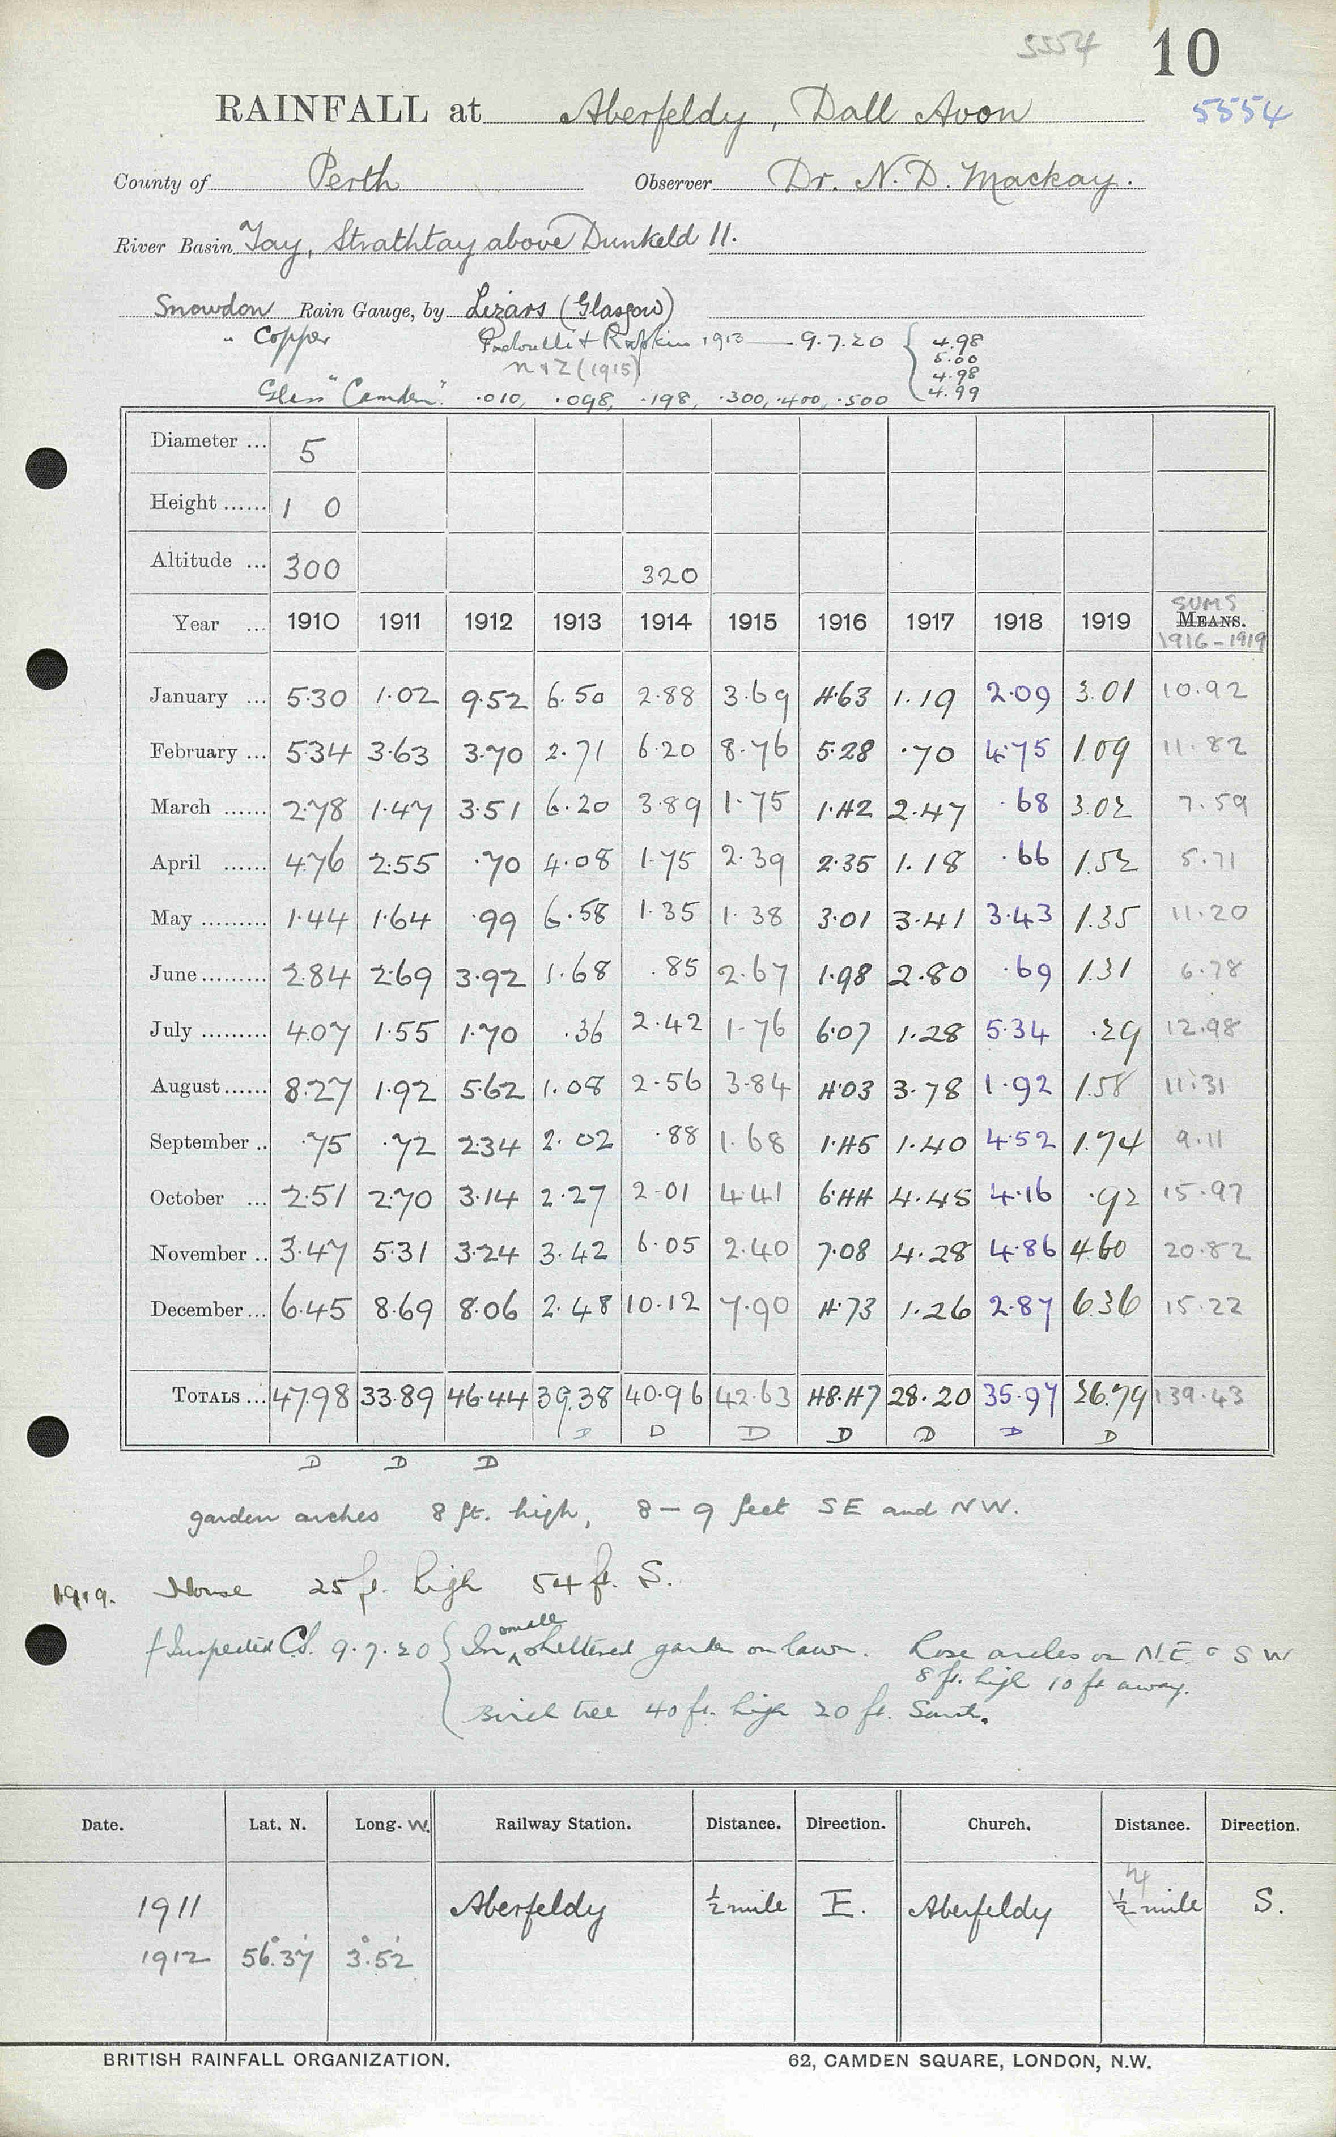 5554 10
RAINFALL at Aberfeldy, Dall Avon 5554
County of Perth Observer Dr. N. D. Mackay.
River Basin Tay, Strathtay above Dunkeld 11.
Snowdon Rain Gauge, by Lizars (Glasgow)
" Copper 1913 9.7.20 { 4.98
N & Z (1915) 5.00
4.98
Glass "Camden". .010, .098, .198, .300, .400, .500 4.99
Diameter ... 5
Height ...... 1 0
Altitude ... 300 320
Year ... 1910 1911 1912 1913 1914 1915 1916 1917 1918 1919 SUMS MEANS. 1916-1919
January ... 5.30 1.02 9.52 6.50 2.88 3.69 4.63 1.19 2.09 3.01 10.92
February ... 5.34 3.63 3.70 2.71 6.20 8.76 5.28 .70 4.75 1.09 11.82
March ...... 2.78 1.47 3.51 6.20 3.89 1.75 1.42 2.47 .68 3.02 7.59
April ...... 4.76 2.55 .70 4.08 1.75 2.39 2.35 1.18 .66 1.52 5.71
May ......... 1.44 1.64 .99 6.58 1.35 1.38 3.01 3.41 3.43 1.35 11.20
June ......... 2.84 2.69 3.92 1.68 .85 2.67 1.98 2.80 .69 1.31 6.78
July ......... 4.07 1.55 1.70 .36 2.42 1.76 6.07 1.28 5.34 .29 12.98
August ...... 8.27 1.92 5.62 1.08 2.56 3.84 4.03 3.78 1.92 1.58 11.31
September .. .75 .72 2.34 2.02 .88 1.68 1.45 1.40 4.52 1.74 9.11
October ... 2.51 2.70 3.14 2.27 2.01 4.41 6.44 4.45 4.16 .92 15.97
November .. 3.47 5.31 3.24 3.42 6.05 2.40 7.08 4.28 4.86 4.60 20.82
December ... 6.45 8.69 8.06 2.48 10.12 7.90 4.73 1.26 2.87 6.36 15.22
TOTALS ... 47.98 33.89 46.44 39.38 40.96 42.63 48.47 28.20 35.97 26.79 139.43
D D D D D D D
D D D
garden arches 8 ft. high, 8 - 9 feet SE and NW.
1919. House 25 ft. high 54 ft. S.
Inspected C.S. 9.7.20 { In small sheltered garden on lawn. Rose arches on N.E. & S W
8 ft. high 10 ft away.
Birch tree 40 ft. high 20 ft. South.
Date. Lat. N. Long. W. Railway Station. Distance. Direction. Church. Distance. Direction.
1911 Aberfeldy ½ mile E. Aberfeldy ½ mile S.
1912 56°.37' 3°.52'
BRITISH RAINFALL ORGANIZATION. 62, CAMDEN SQUARE, LONDON, N.W.